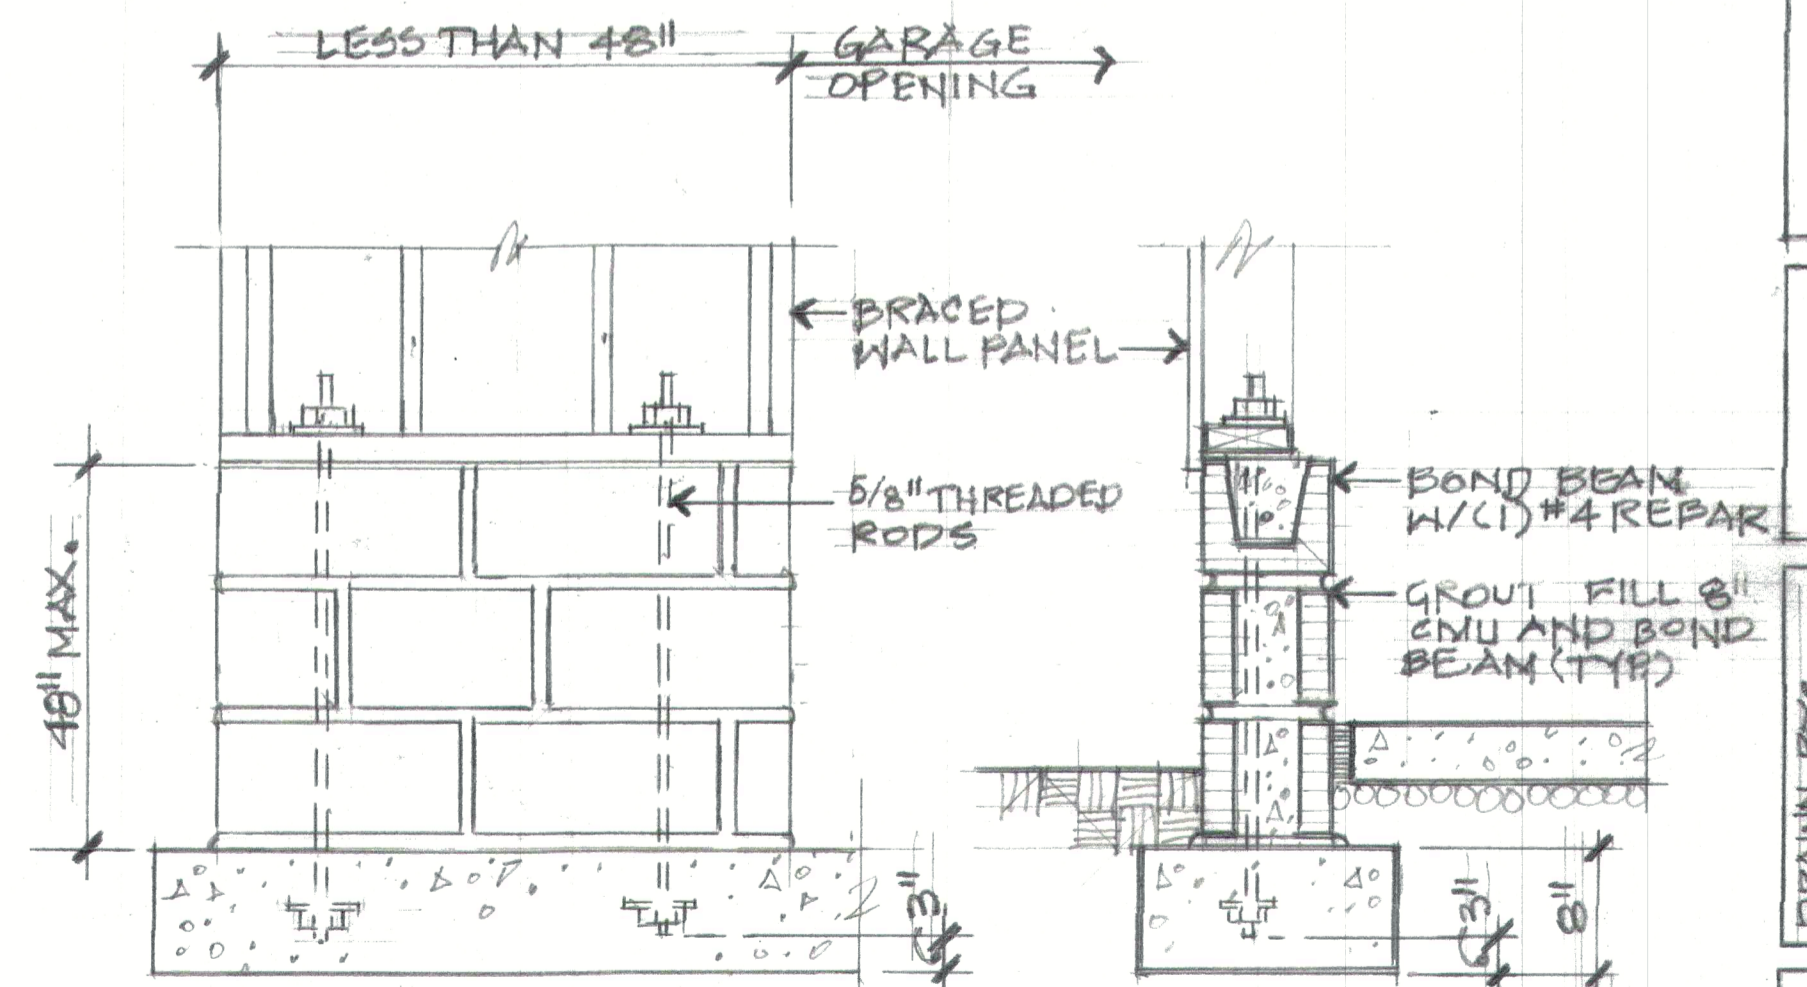 LESS THAN 48"
GARAGE
OPENING
BRACED
WALL PANEL
5/8" THREADED
RODS
48" MAX.
BOND BEAM
W/(1) #4 REBAR
GROUT FILL 8"
CMU AND BOND
BEAM (TYP)
3"
3"
8"